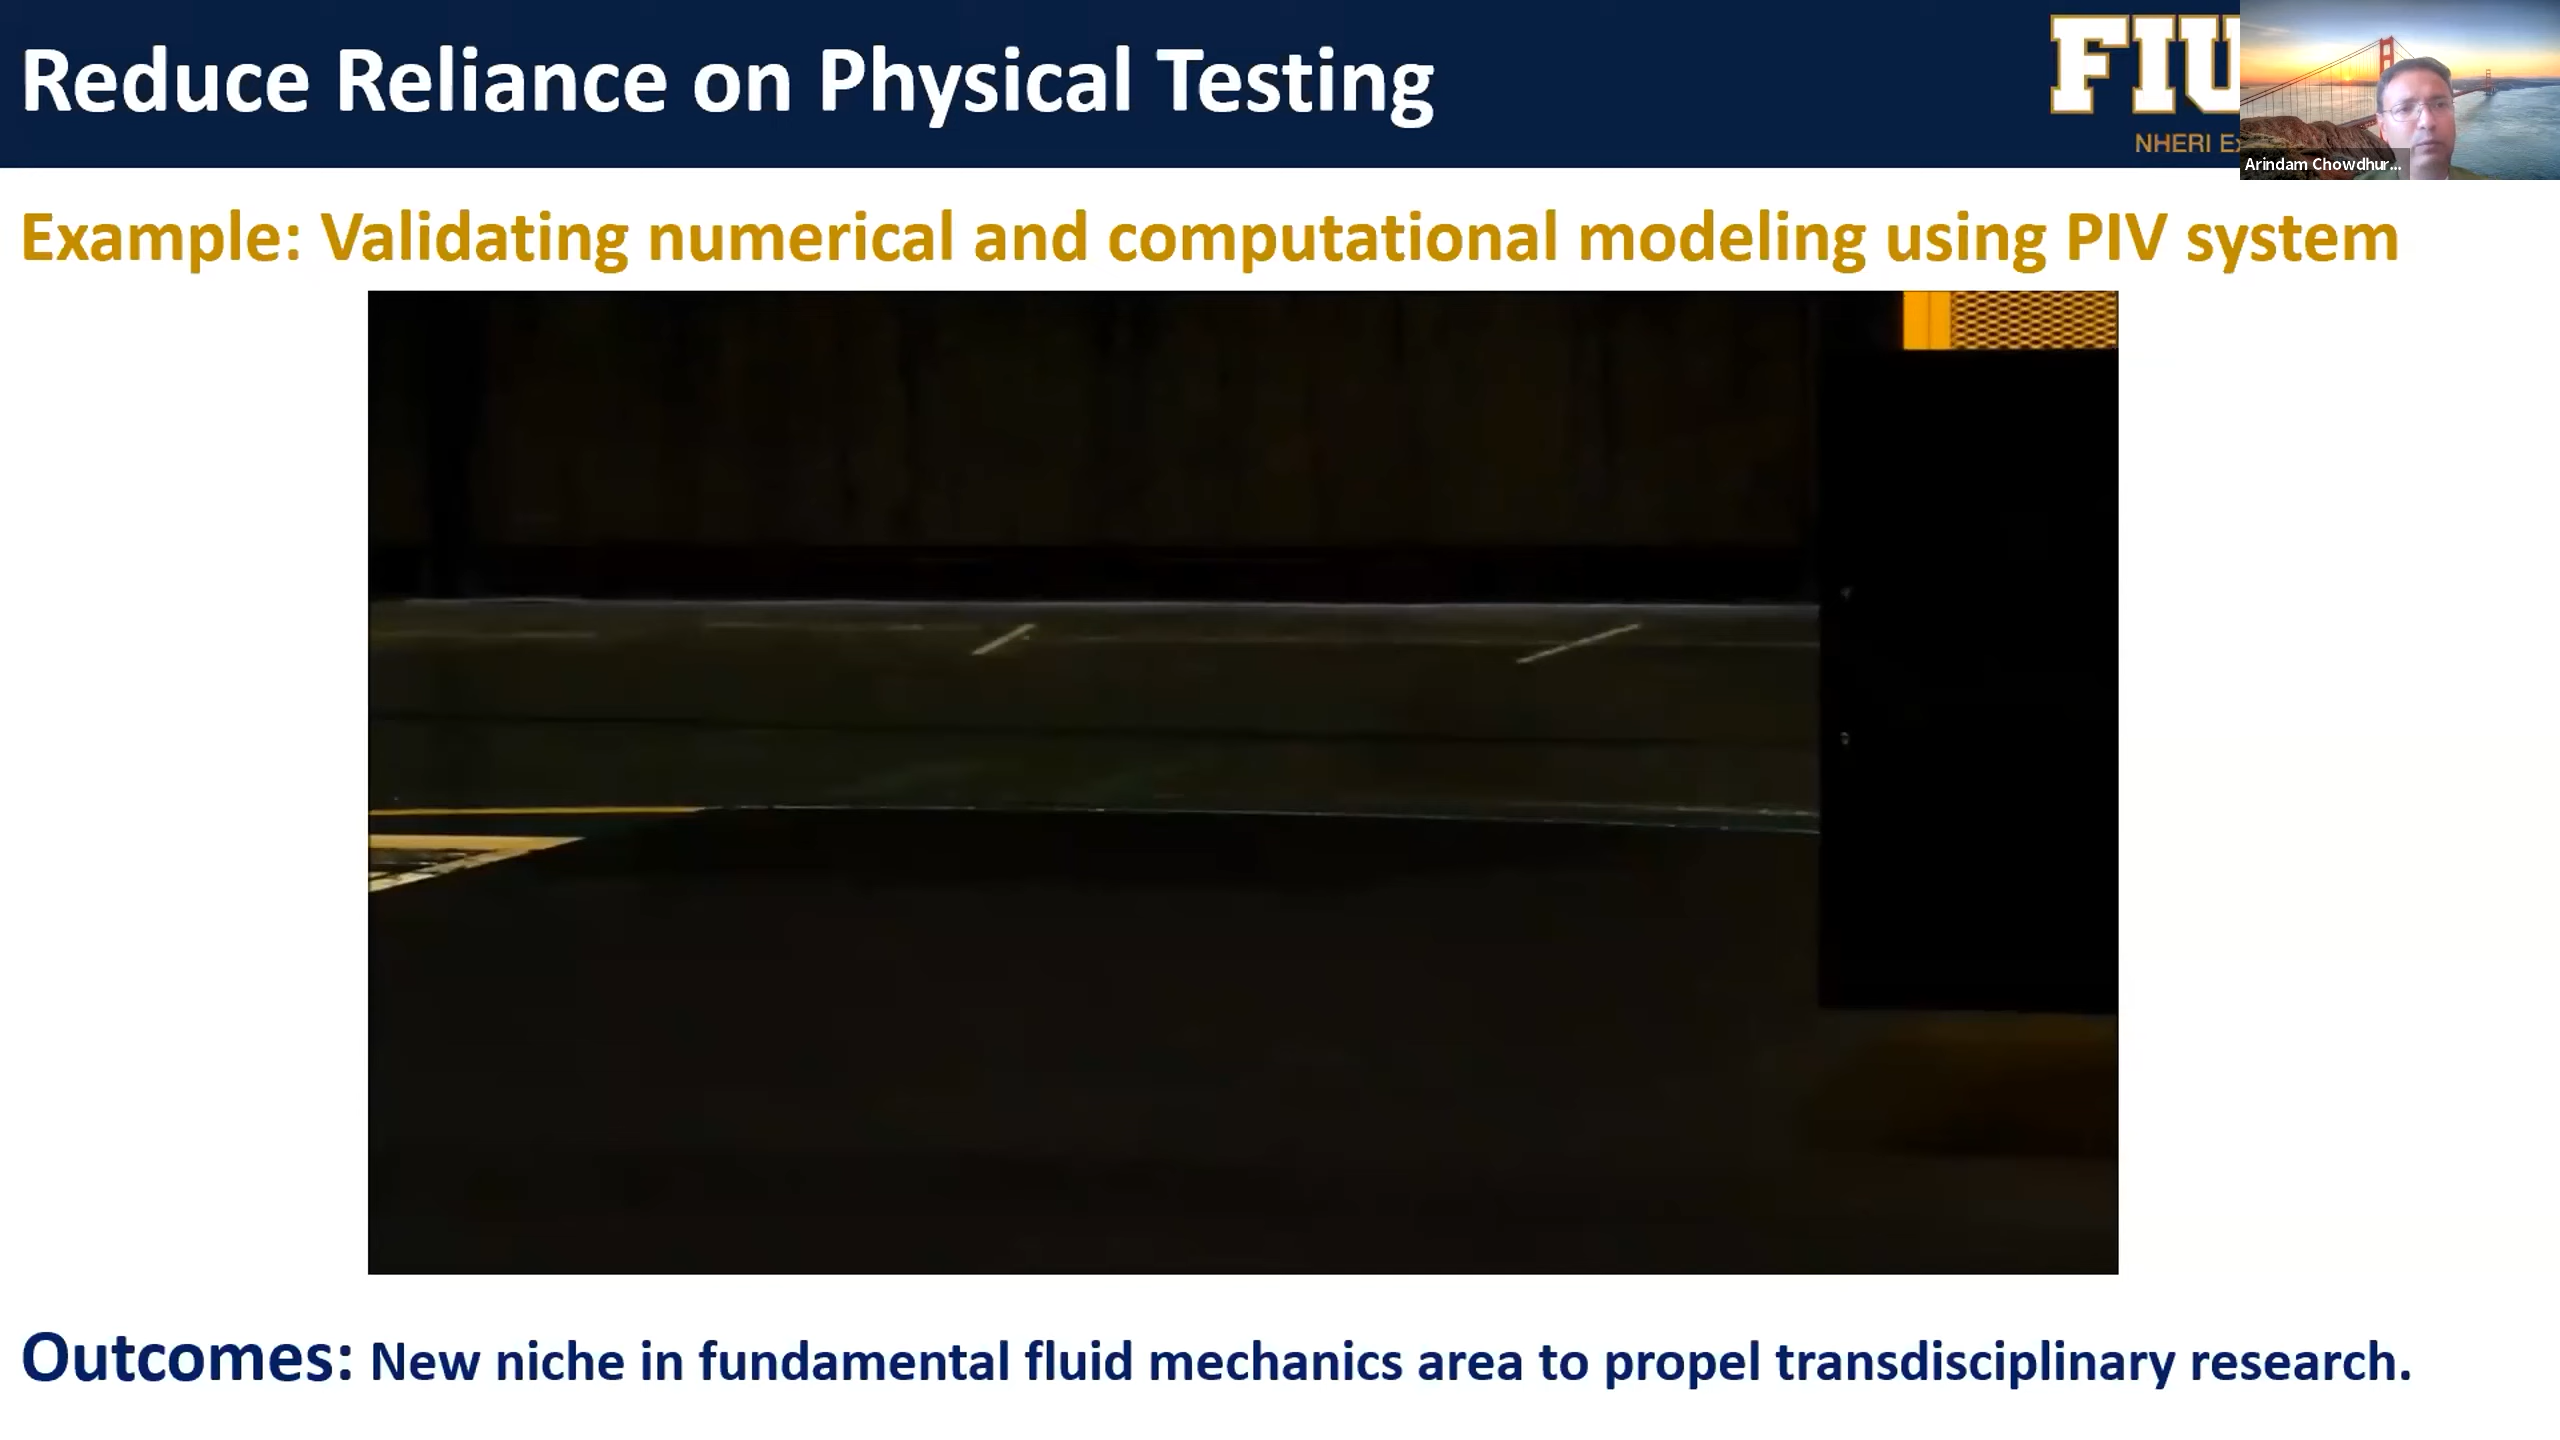 Reduce Reliance on Physical Testing
FIU
NHERI
Arindam Chowdhur...
Example: Validating numerical and computational modeling using PIV system
Outcomes: New niche in fundamental fluid mechanics area to propel transdisciplinary research.